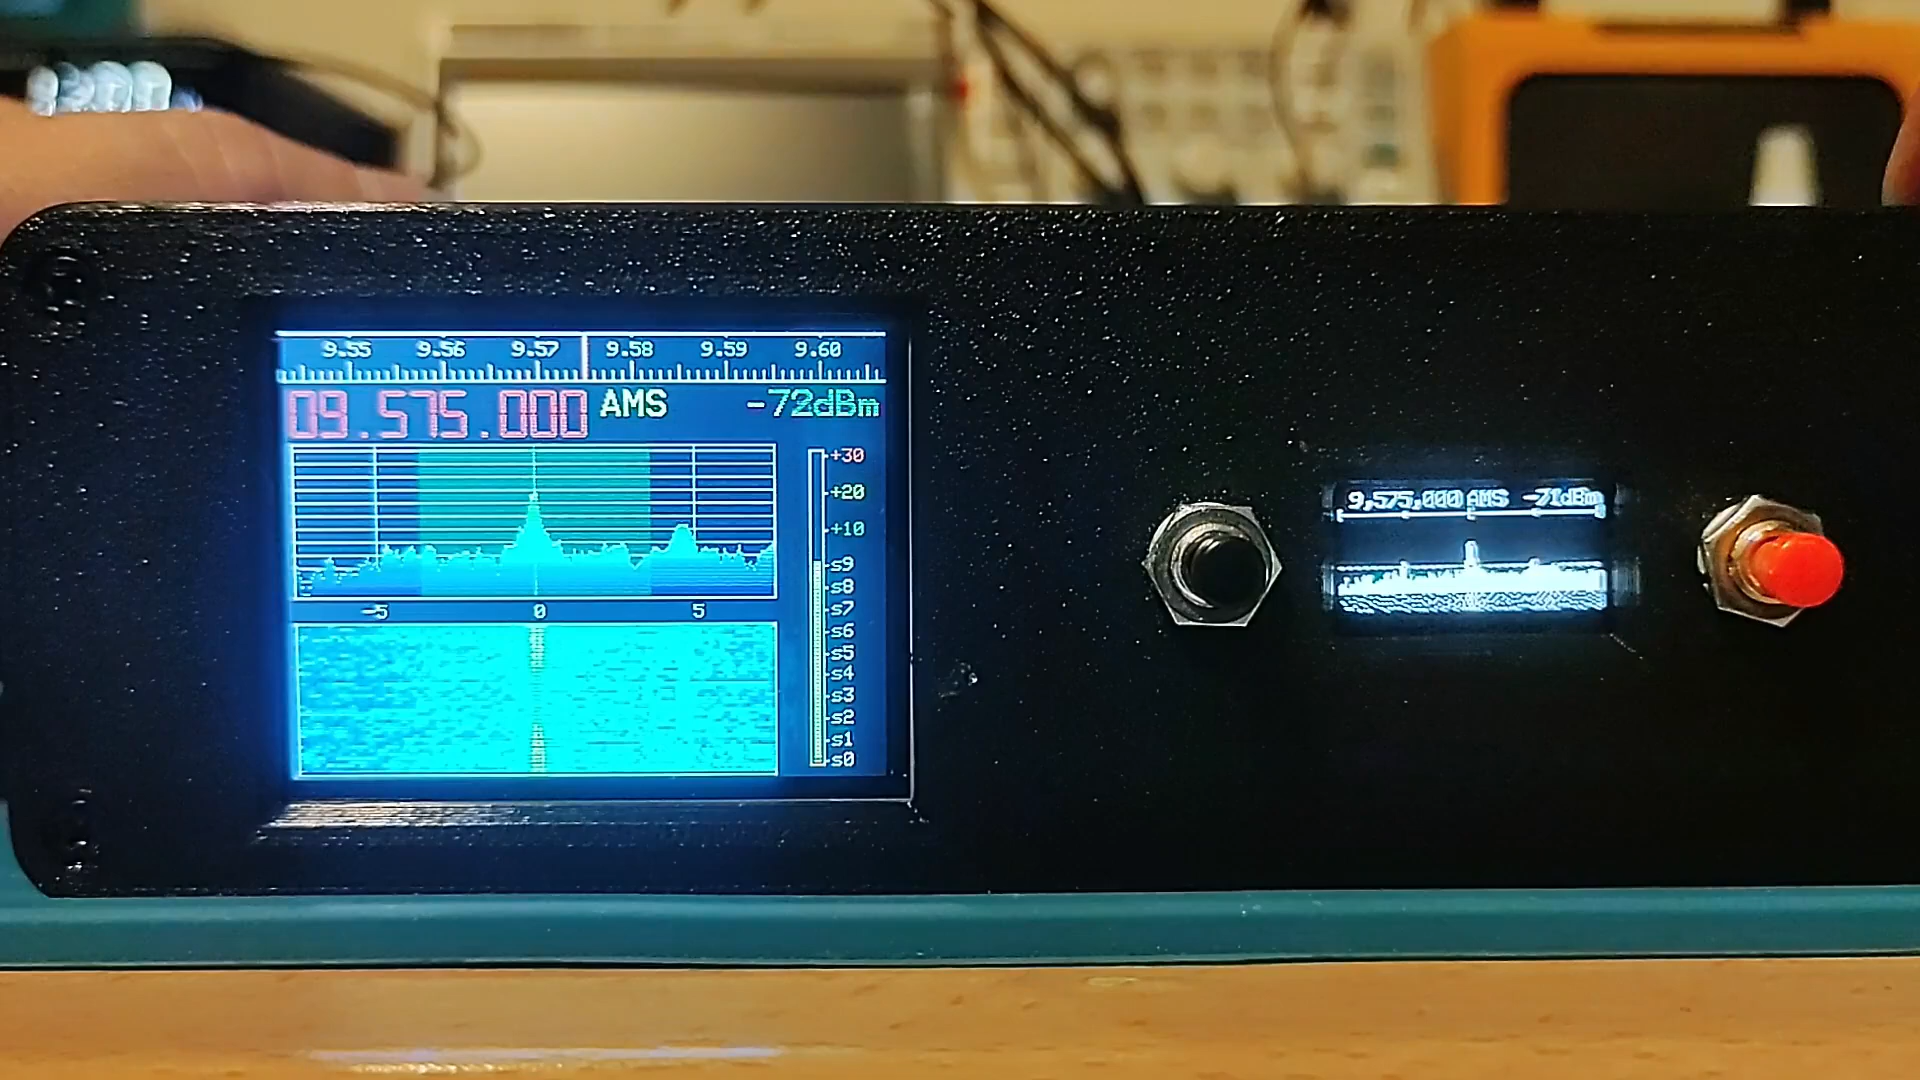 9.55 9.56 9.57 9.58 9.59 9.60
09.575.000 AMS -72dBm
+30
+20
+10
s9
s8
s7
s6
s5
s4
s3
s2
s1
s0
-5 0 5
9,575,000 AMS -71dBm